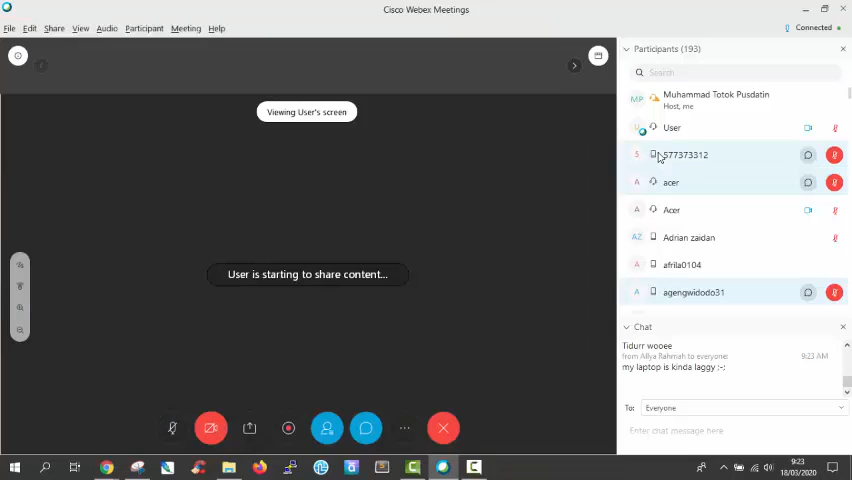 Cisco Webex Meetings
File Edit Share View Audio Participant Meeting Help
Connected
Viewing User's screen
User is starting to share content...
Participants (193)
Search
MP
Muhammad Totok Pusdatin
Host, me
U
User
5
577373312
A
acer
A
Acer
AZ
Adrian zaidan
A
afrila0104
A
agengwidodo31
Chat
Tidurr wooee
from Allya Rahmah to everyone:
9:23 AM
my laptop is kinda laggy :-;
To:
Everyone
Enter chat message here
9:23
18/03/2020